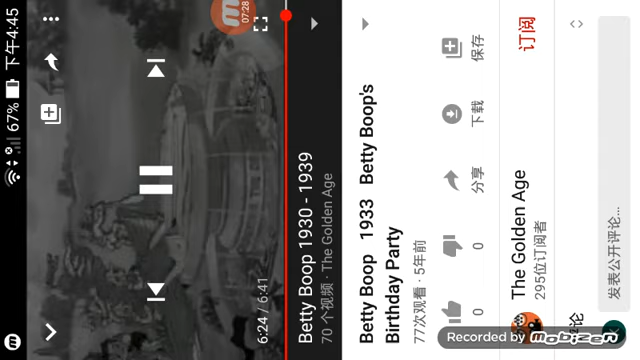 下午4:45
67%
07:28
6:24 / 6:41
Betty Boop 1930 - 1939
70 个视频 · The Golden Age
Betty Boop 1933 Betty Boop's
Birthday Party
77次观看 · 5年前
0
0
分享
下载
保存
The Golden Age
295位订阅者
订阅
发表公开评论...
Recorded by MOBIZEN